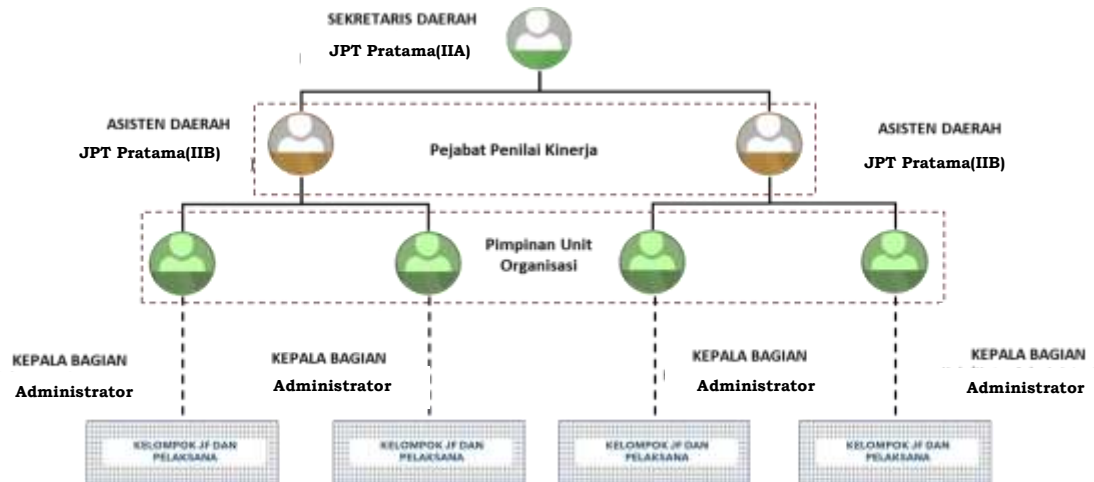 SEKRETARIS DAERAH
JPT Pratama(IIA)
ASISTEN DAERAH
JPT Pratama(IIB)
Pejabat Penilai Kinerja
ASISTEN DAERAH
JPT Pratama(IIB)
Pimpinan Unit
Organisasi
KEPALA BAGIAN
Administrator
KEPALA BAGIAN
Administrator
KEPALA BAGIAN
Administrator
KEPALA BAGIAN
Administrator
KELOMPOK JF DAN
PELAKSANA
KELOMPOK JF DAN
PELAKSANA
KELOMPOK JF DAN
PELAKSANA
KELOMPOK JF DAN
PELAKSANA